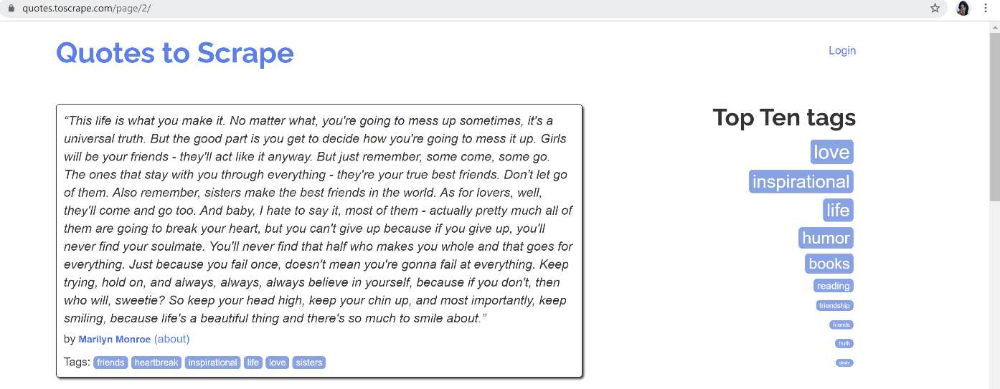 quotes.toscrape.com/page/2/
Quotes to Scrape
Login
“This life is what you make it. No matter what, you're going to mess up sometimes, it's a
universal truth. But the good part is you get to decide how you're going to mess it up. Girls
will be your friends - they'll act like it anyway. But just remember, some come, some go.
The ones that stay with you through everything - they're your true best friends. Don't let go
of them. Also remember, sisters make the best friends in the world. As for lovers, well,
they'll come and go too. And baby, I hate to say it, most of them - actually pretty much all of
them are going to break your heart, but you can't give up because if you give up, you'll
never find your soulmate. You'll never find that half who makes you whole and that goes for
everything. Just because you fail once, doesn't mean you're gonna fail at everything. Keep
trying, hold on, and always, always, always believe in yourself, because if you don't, then
who will, sweetie? So keep your head high, keep your chin up, and most importantly, keep
smiling, because life's a beautiful thing and there's so much to smile about.”
by Marilyn Monroe (about)
Tags: friends heartbreak inspirational life love sisters
Top Ten tags
love
inspirational
life
humor
books
reading
friendship
friends
truth
simile